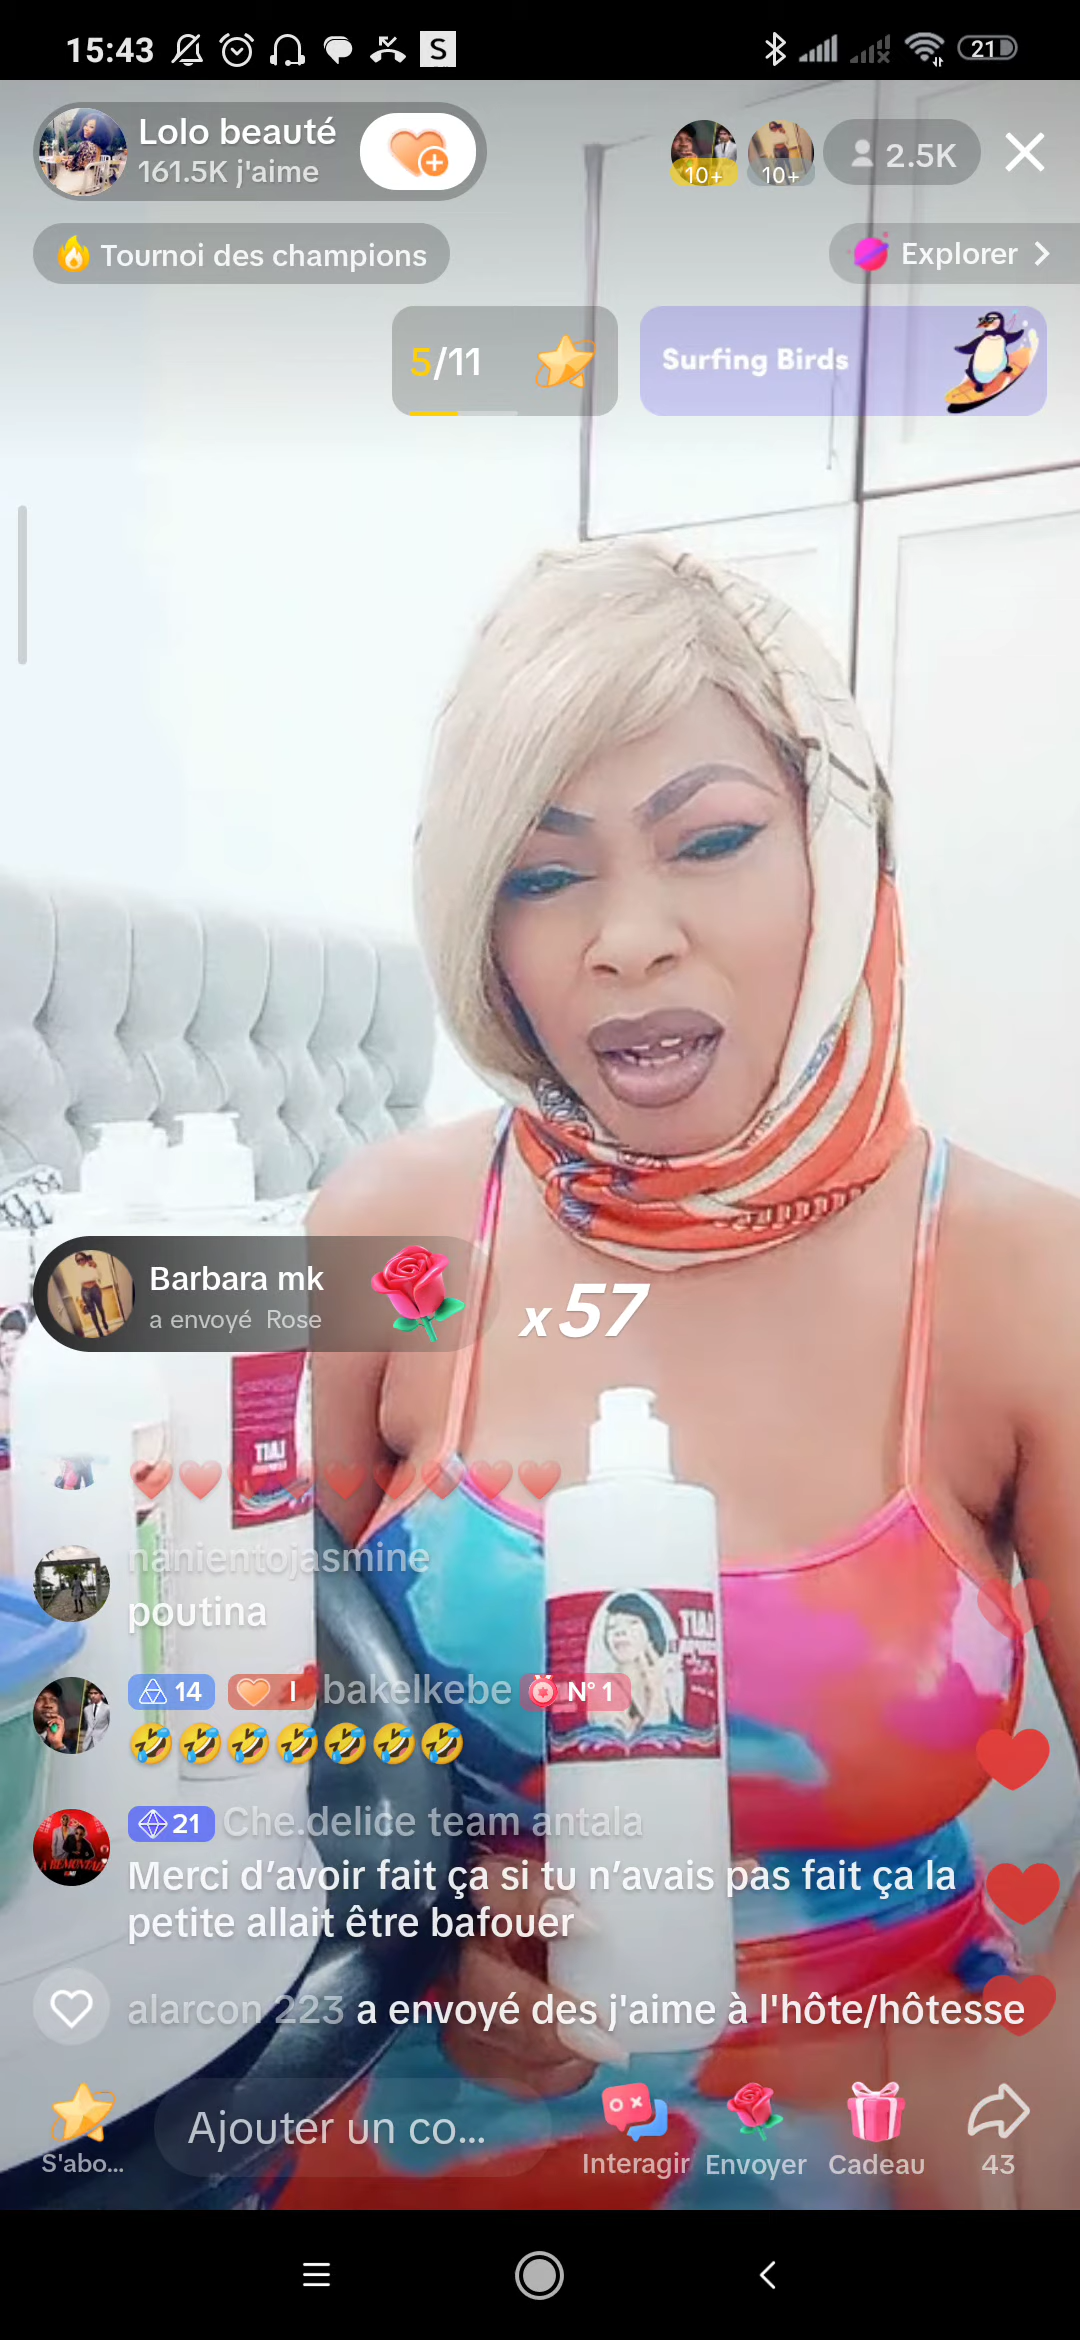 15:43
S
21
Lolo beauté
161.5K j'aime
10+
10+
2.5K
Tournoi des champions
Explorer
5/11
Surfing Birds
Barbara mk
a envoyé Rose
x57
LAIT
❤️❤️❤️❤️❤️❤️❤️❤️❤️
nanientojasmine
poutina
14 I bakelkebe N° 1
🤣🤣🤣🤣🤣🤣🤣
LAIT
21 Che.delice team antala
Merci d’avoir fait ça si tu n’avais pas fait ça la
petite allait être bafouer
alarcon 223 a envoyé des j'aime à l'hôte/hôtesse
S'abo...
Ajouter un co...
Interagir
Envoyer
Cadeau
43